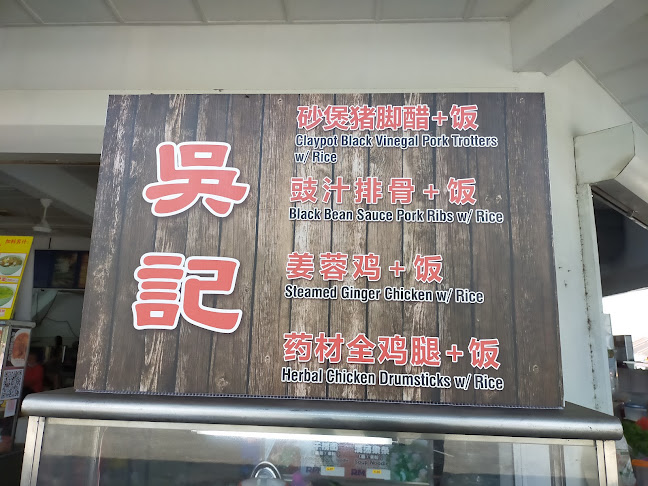 吳記
砂煲猪脚醋+饭
Claypot Black Vinegal Pork Trotters
w/ Rice
豉汁排骨+饭
Black Bean Sauce Pork Ribs w/ Rice
姜蓉鸡+饭
Steamed Ginger Chicken w/ Rice
药材全鸡腿+饭
Herbal Chicken Drumsticks w/ Rice